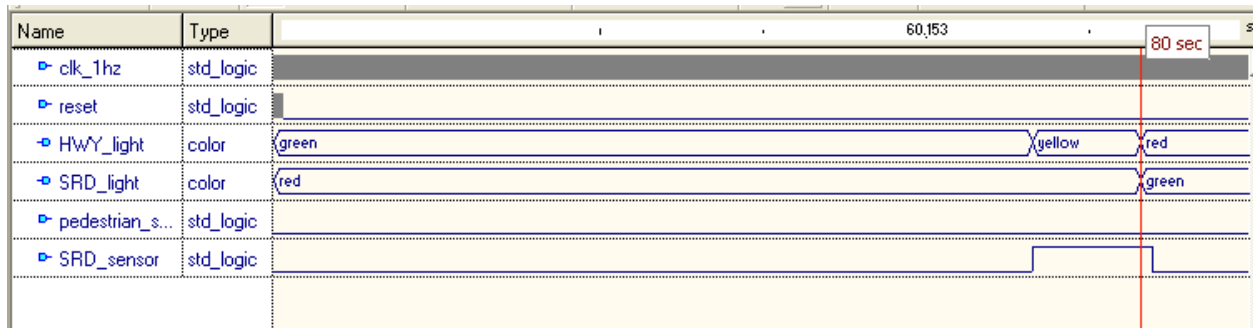 Name Type 60,153 s
80 sec
clk_1hz std_logic
reset std_logic
HWY_light color green yellow red
SRD_light color red green
pedestrian_s... std_logic
SRD_sensor std_logic